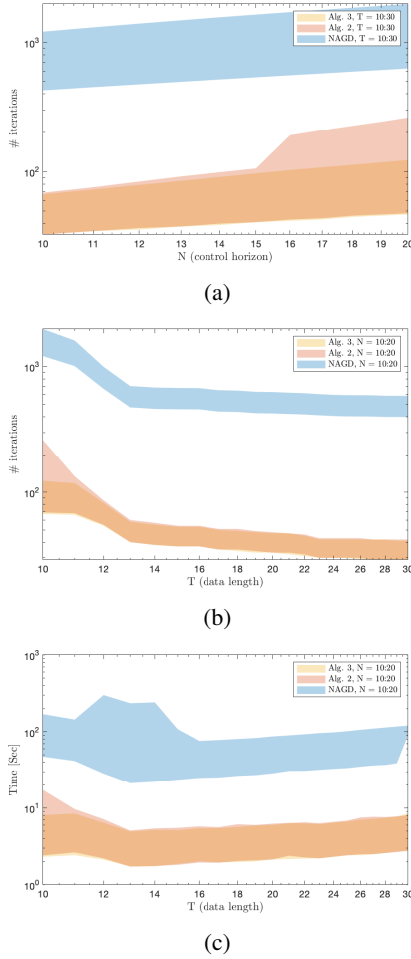 10³
Alg. 3, T = 10:30
Alg. 2, T = 10:30
NAGD, T = 10:30
# iterations
10²
10 11 12 13 14 15 16 17 18 19 20
N (control horizon)
(a)
Alg. 3, N = 10:20
Alg. 2, N = 10:20
NAGD, N = 10:20
10³
# iterations
10²
10 12 14 16 18 20 22 24 26 28 30
T (data length)
(b)
10³
Alg. 3, N = 10:20
Alg. 2, N = 10:20
NAGD, N = 10:20
10²
Time [Sec]
10¹
10⁰
10 12 14 16 18 20 22 24 26 28 30
T (data length)
(c)